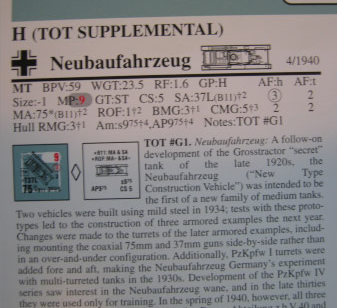 H (TOT SUPPLEMENTAL)
Neubaufahrzeug 4/1940
MT BPV:59 WGT:23.5 RF:1.6 GP:H AF:h AF:t
Size:-1 MP:9 GT:ST CS:5 SA:37L(B11)†2 3 2
MA:75*(B11)†2 ROF:1†2 BMG:3†1 CMG:5†3 2 2
Hull RMG:3†1 Am:s9⁷⁵†4,AP9⁷⁵†4 Notes:TOT #G1
TOT #G1. Neubaufahrzeug: A follow-on
development of the Grosstractor “secret”
tank of the late 1920s, the
Neubaufahrzeug (“New Type
Construction Vehicle”) was intended to be
the first of a new family of medium tanks.
Two vehicles were built using mild steel in 1934; tests with these proto-
types led to the construction of three armored examples the next year.
Changes were made to the turrets of the later armored examples, includ-
ing mounting the coaxial 75mm and 37mm guns side-by-side rather than
in an over-and-under configuration. Additionally, PzKpfw I turrets were
added fore and aft, making the Neubaufahrzeug Germany's experiment
with multi-turreted tanks in the 1930s. Development of the PzKpfw IV
series saw interest in the Neubaufahrzeug wane, and in the late thirties
they were used only for training. In the spring of 1940, however, all three